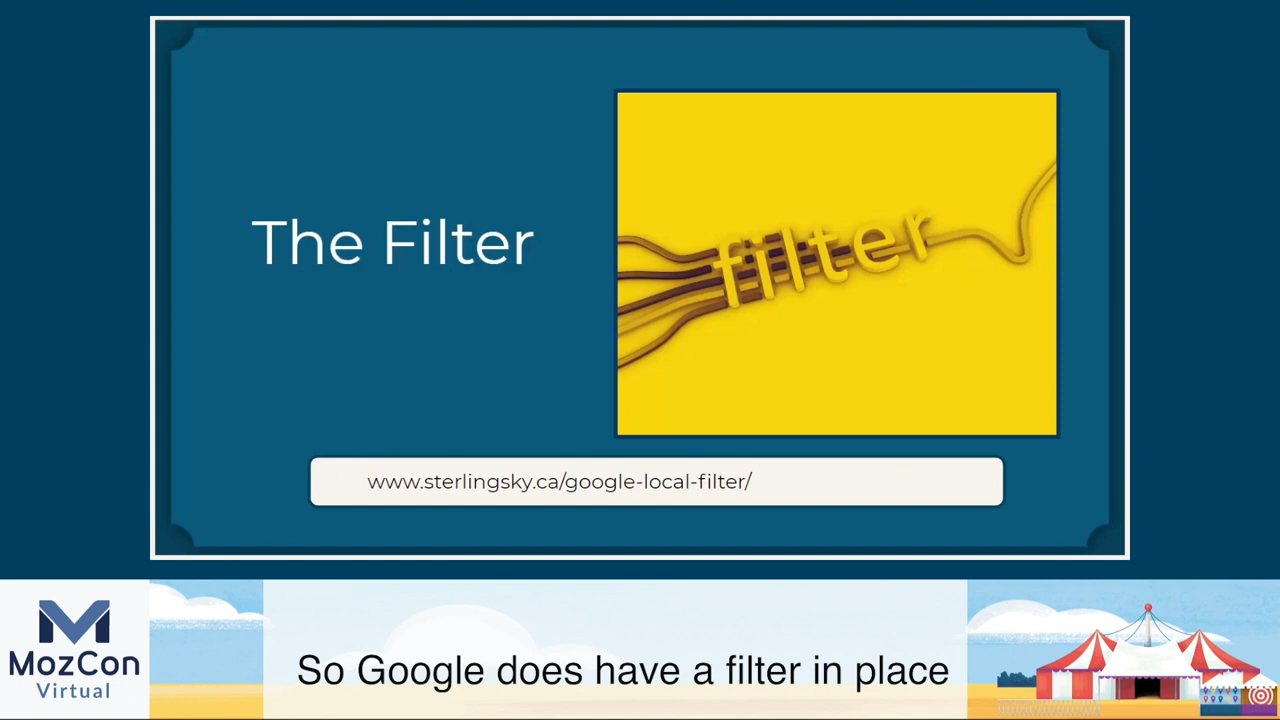 The Filter
filter
www.sterlingsky.ca/google-local-filter/
MozCon
Virtual
So Google does have a filter in place